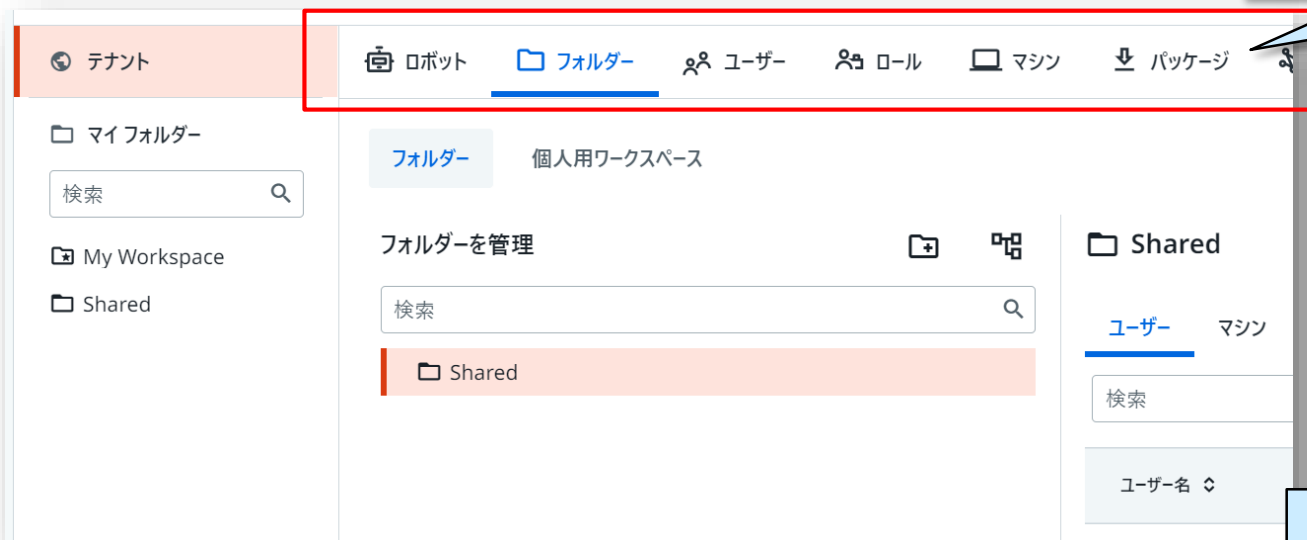 テナント
ロボット フォルダー ユーザー ロール マシン パッケージ
マイ フォルダー
検索
My Workspace
Shared
フォルダー 個人用ワークスペース
フォルダーを管理
検索
Shared
Shared
ユーザー マシン
検索
ユーザー名